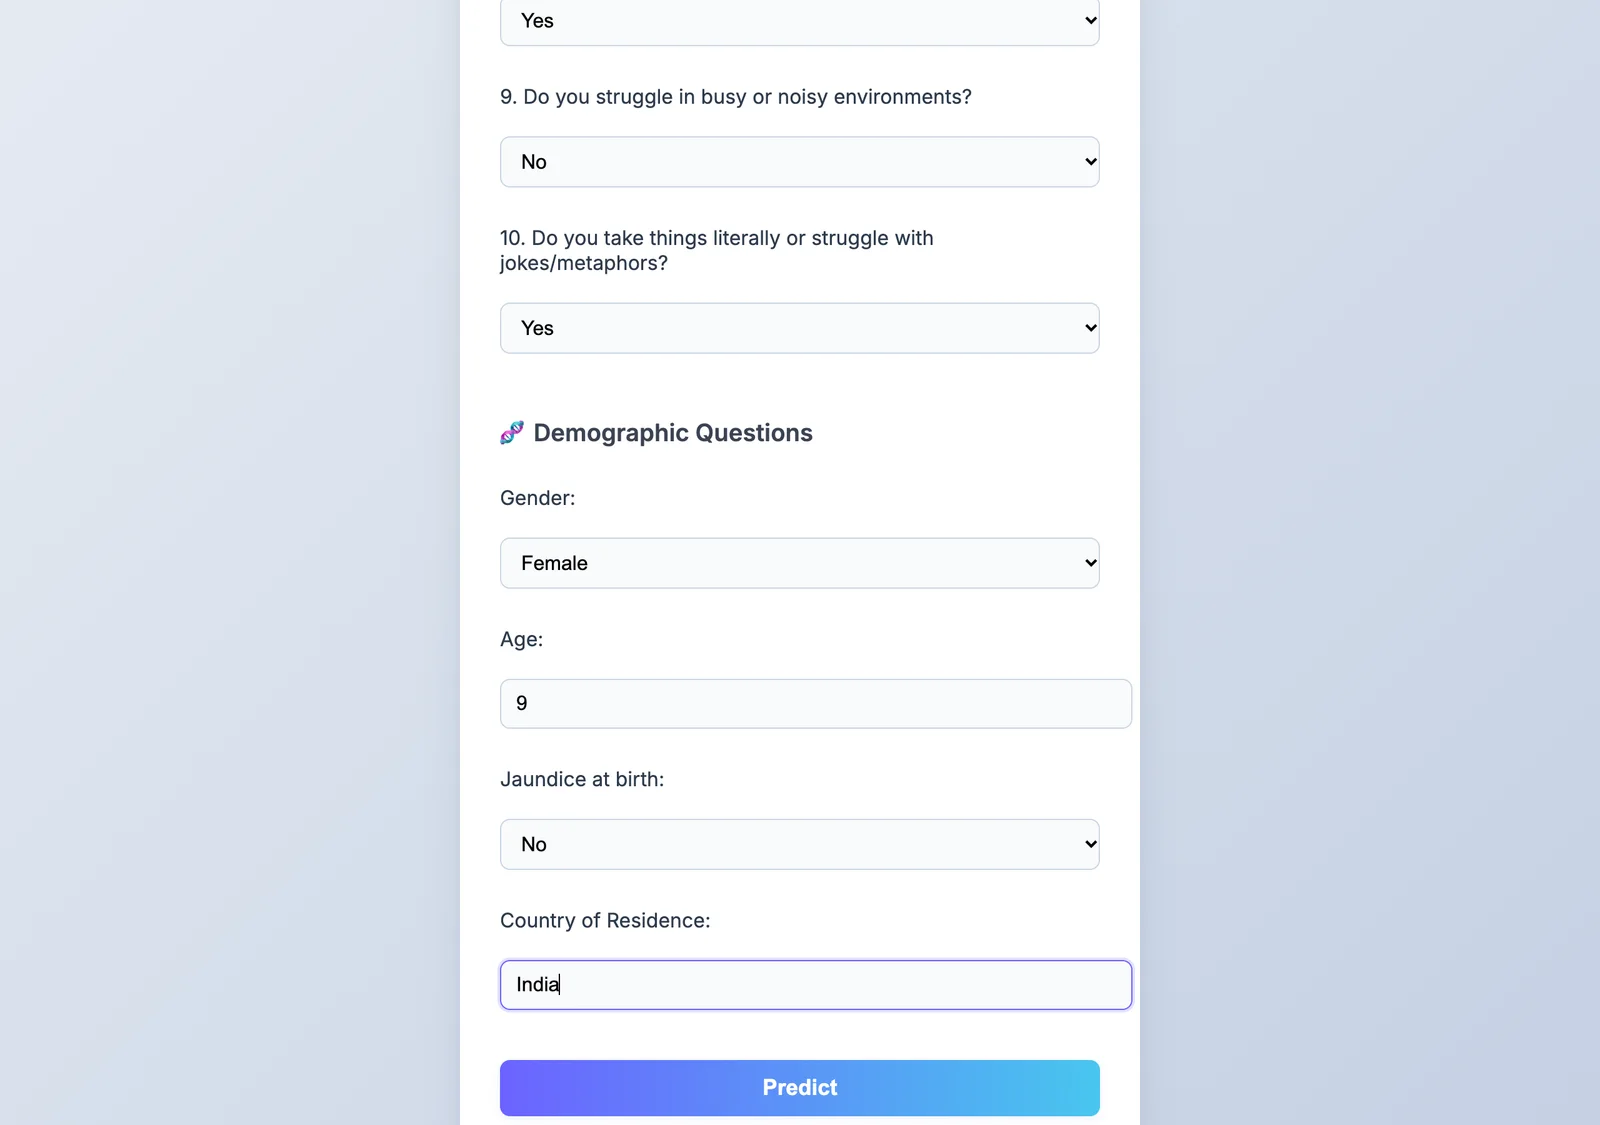 Yes
9. Do you struggle in busy or noisy environments?
No
10. Do you take things literally or struggle with
jokes/metaphors?
Yes
🧬 Demographic Questions
Gender:
Female
Age:
9
Jaundice at birth:
No
Country of Residence:
India
Predict